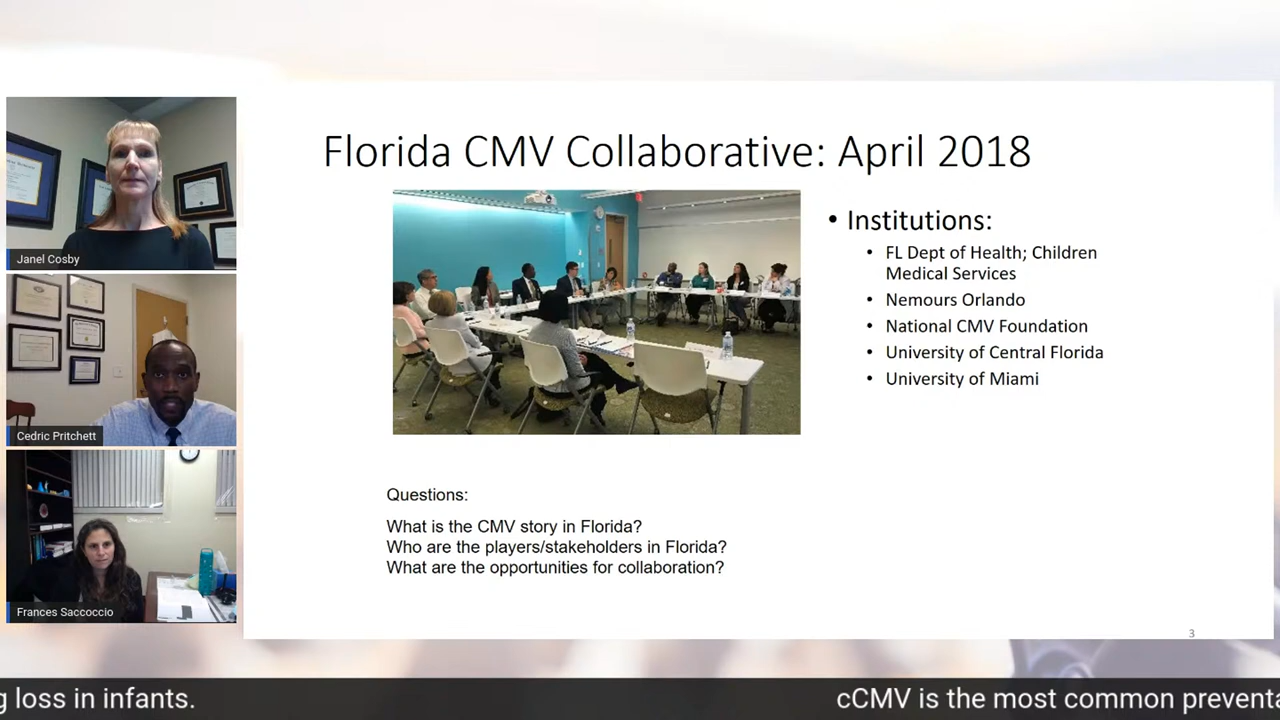 Florida CMV Collaborative: April 2018
Janel Cosby
Cedric Pritchett
Frances Saccoccio
• Institutions:
• FL Dept of Health; Children
Medical Services
• Nemours Orlando
• National CMV Foundation
• University of Central Florida
• University of Miami
Questions:
What is the CMV story in Florida?
Who are the players/stakeholders in Florida?
What are the opportunities for collaboration?
3
loss in infants.
cCMV is the most common